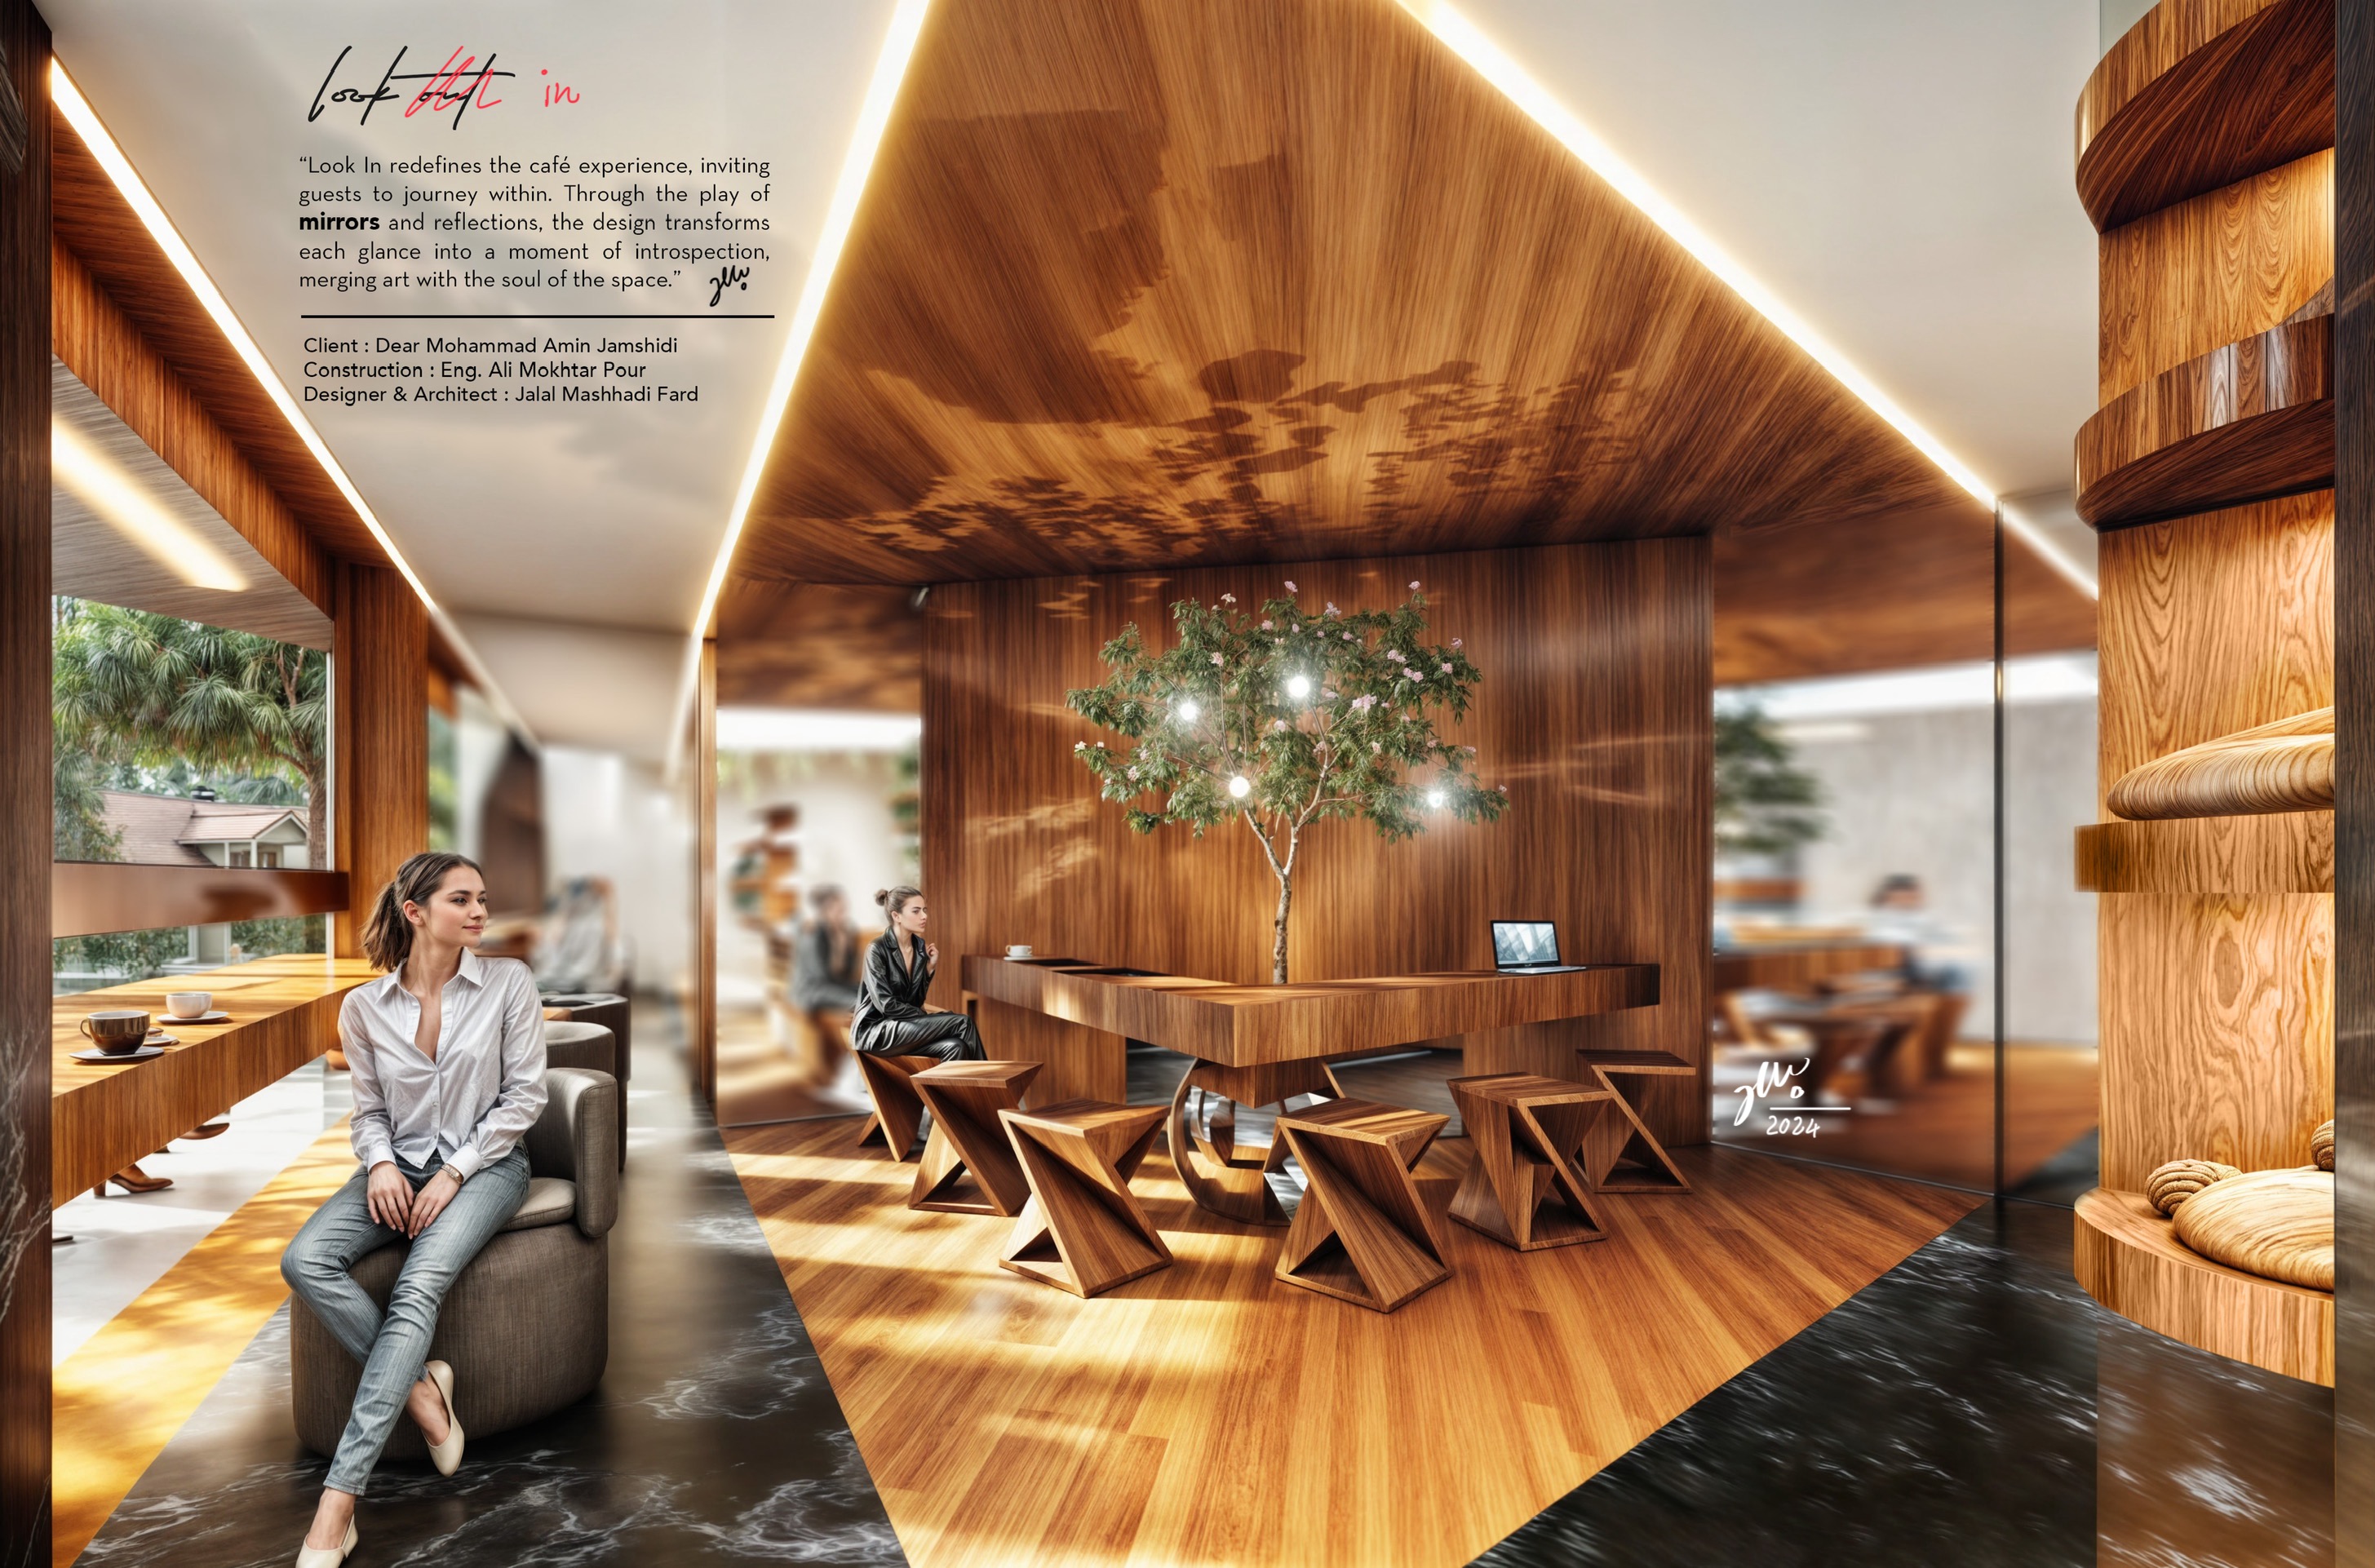 look out in
“Look In redefines the café experience, inviting
guests to journey within. Through the play of
mirrors and reflections, the design transforms
each glance into a moment of introspection,
merging art with the soul of the space.”
Client : Dear Mohammad Amin Jamshidi
Construction : Eng. Ali Mokhtar Pour
Designer & Architect : Jalal Mashhadi Fard
2024